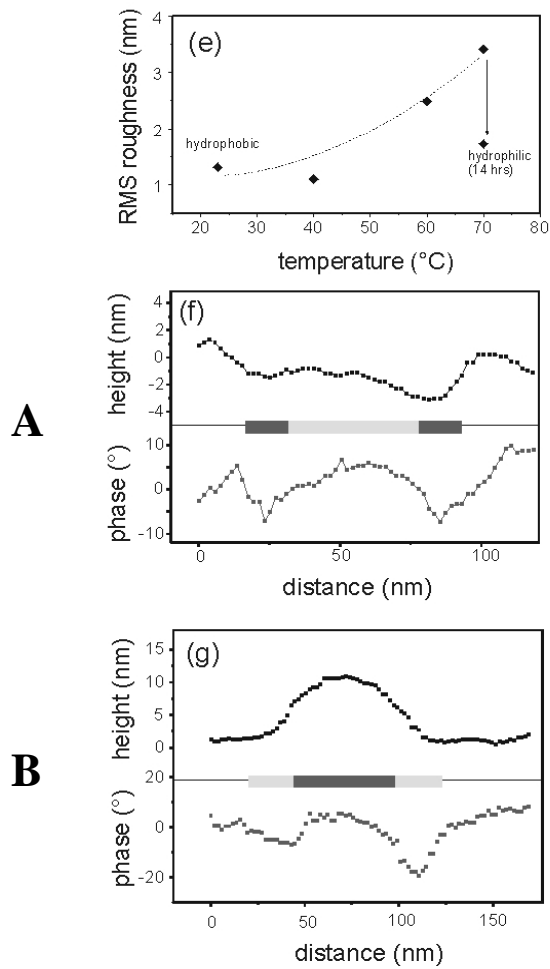 (e)
RMS roughness (nm)
4
3
2
1
hydrophobic
hydrophilic
(14 hrs)
20 30 40 50 60 70 80
temperature (°C)
A
(f)
height (nm)
4
2
0
-2
-4
phase (°)
10
0
-10
0 50 100
distance (nm)
B
(g)
height (nm)
15
10
5
0
phase (°)
20
0
-20
0 50 100 150
distance (nm)